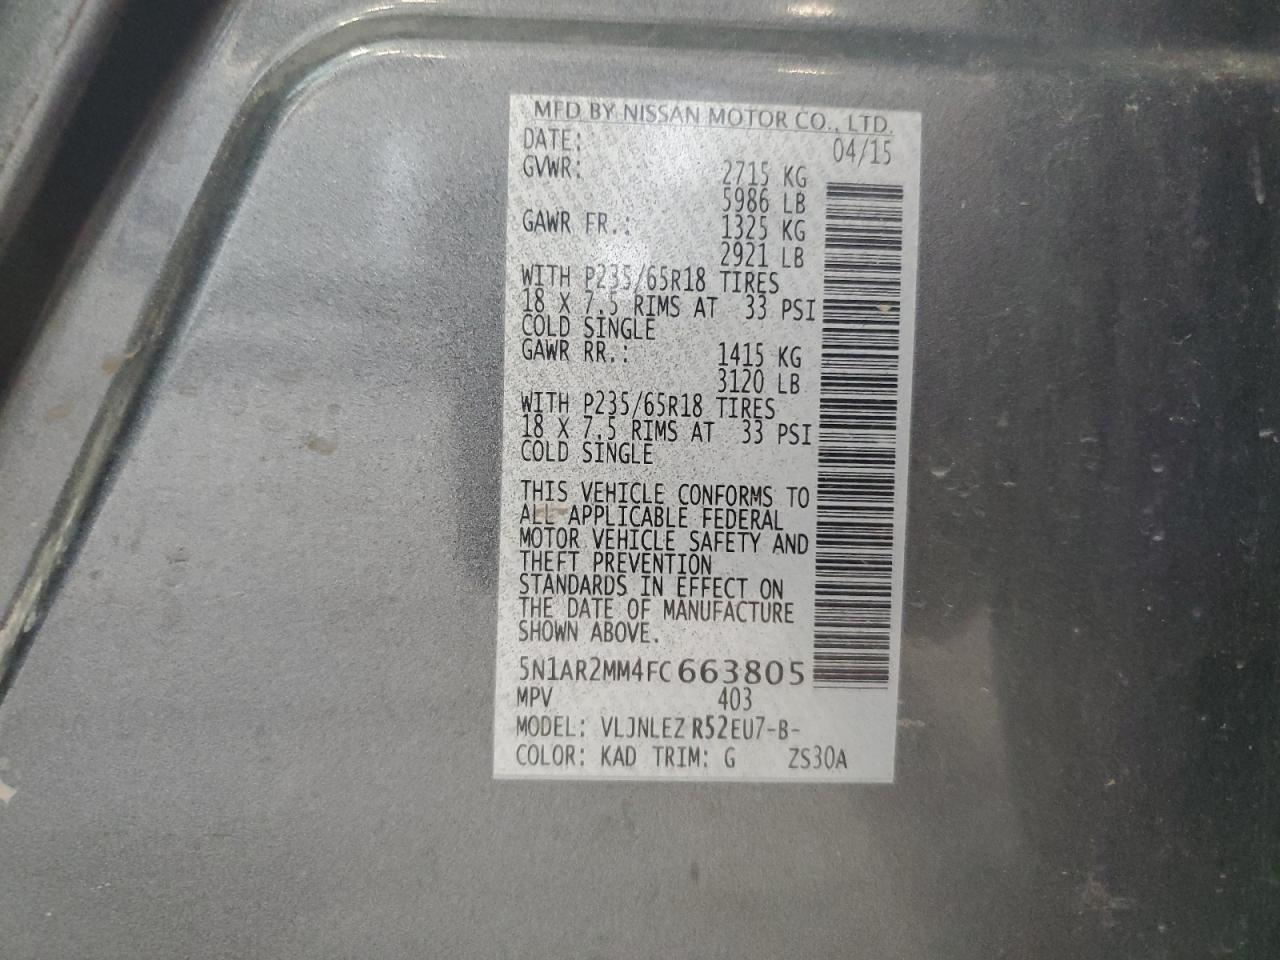 MFD BY NISSAN MOTOR CO., LTD.
DATE: 04/15
GVWR: 2715 KG
5986 LB
GAWR FR.: 1325 KG
2921 LB
WITH P235/65R18 TIRES
18 X 7.5 RIMS AT 33 PSI
COLD SINGLE
GAWR RR.: 1415 KG
3120 LB
WITH P235/65R18 TIRES
18 X 7.5 RIMS AT 33 PSI
COLD SINGLE
THIS VEHICLE CONFORMS TO
ALL APPLICABLE FEDERAL
MOTOR VEHICLE SAFETY AND
THEFT PREVENTION
STANDARDS IN EFFECT ON
THE DATE OF MANUFACTURE
SHOWN ABOVE.
5N1AR2MM4FC663805
MPV 403
MODEL: VLJNLEZ R52EU7-B-
COLOR: KAD TRIM: G ZS30A